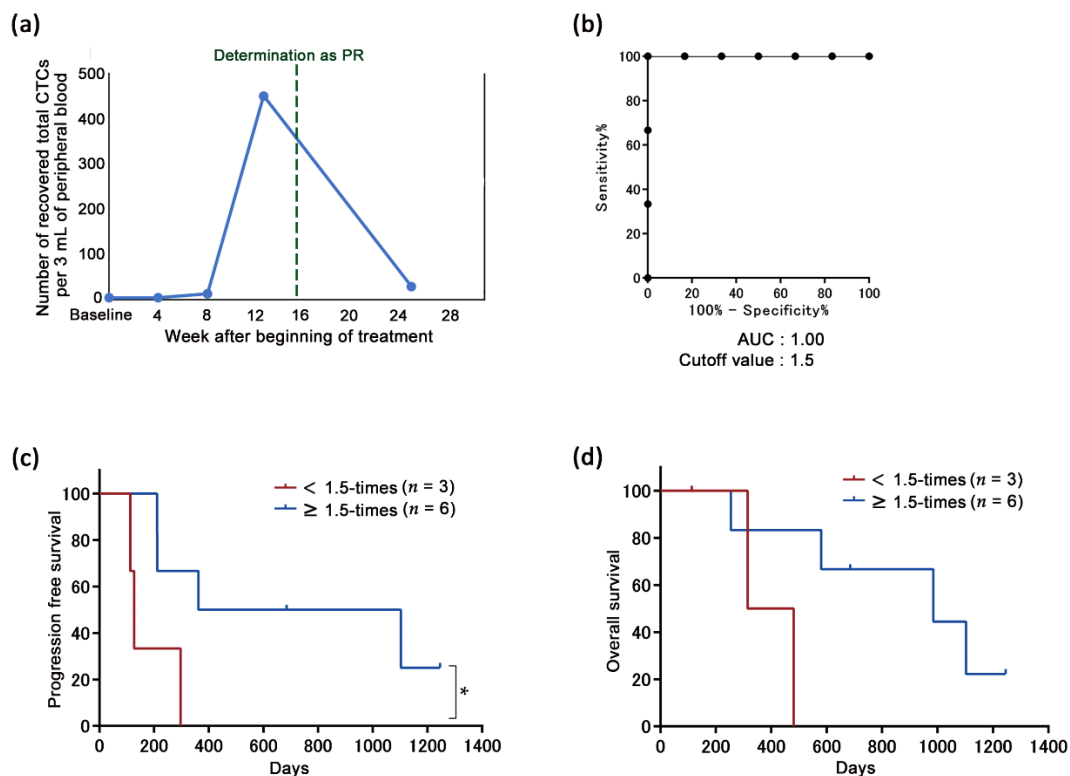 (a)
Determination as PR
Number of recovered total CTCs
per 3 mL of peripheral blood
500
400
300
200
100
0
Baseline 4 8 12 16 20 24 28
Week after beginning of treatment
(b)
Sensitivity%
100
80
60
40
20
0
0 20 40 60 80 100
100% - Specificity%
AUC : 1.00
Cutoff value : 1.5
(c)
< 1.5-times (n = 3)
≥ 1.5-times (n = 6)
Progression free survival
100
80
60
40
20
0
*
0 200 400 600 800 1000 1200 1400
Days
(d)
< 1.5-times (n = 3)
≥ 1.5-times (n = 6)
Overall survival
100
80
60
40
20
0
0 200 400 600 800 1000 1200 1400
Days